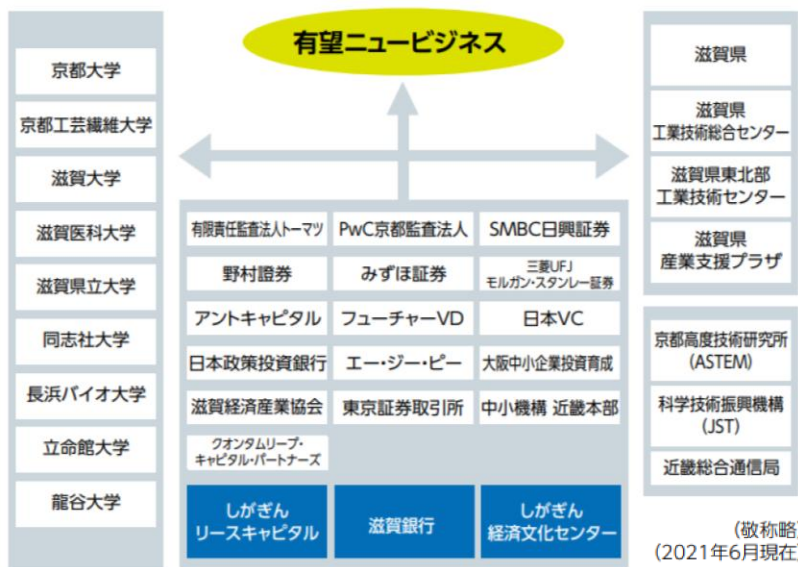 有望ニュービジネス
京都大学
京都工芸繊維大学
滋賀大学
滋賀医科大学
滋賀県立大学
同志社大学
長浜バイオ大学
立命館大学
龍谷大学
有限責任監査法人トーマツ
PwC京都監査法人
SMBC日興証券
野村證券
みずほ証券
三菱UFJ
モルガン・スタンレー証券
アントキャピタル
フューチャーVD
日本VC
日本政策投資銀行
エー・ジー・ピー
大阪中小企業投資育成
滋賀経済産業協会
東京証券取引所
中小機構 近畿本部
クオンタムリープ・
キャピタル・パートナーズ
しがぎん
リースキャピタル
滋賀銀行
しがぎん
経済文化センター
滋賀県
滋賀県
工業技術総合センター
滋賀県東北部
工業技術センター
滋賀県
産業支援プラザ
京都高度技術研究所
(ASTEM)
科学技術振興機構
(JST)
近畿総合通信局
(敬称略)
(2021年6月現在)